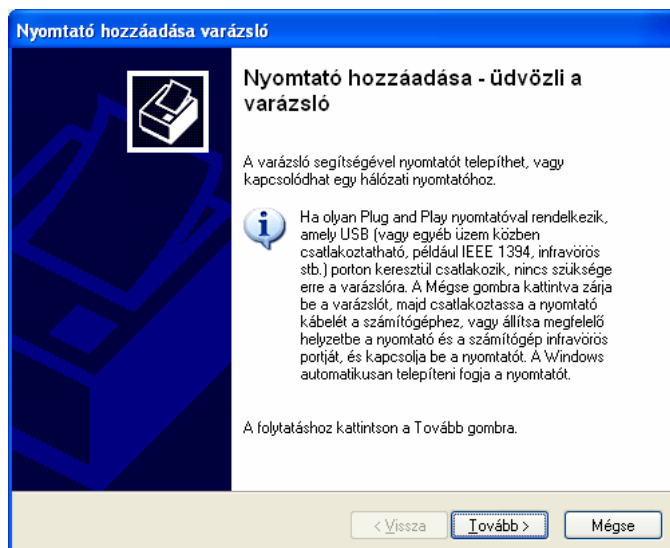 Nyomtató hozzáadása varázsló
Nyomtató hozzáadása - üdvözli a
varázsló
A varázsló segítségével nyomtatót telepíthet, vagy
kapcsolódhat egy hálózati nyomtatóhoz.
Ha olyan Plug and Play nyomtatóval rendelkezik,
amely USB (vagy egyéb üzem közben
csatlakoztatható, például IEEE 1394, infravörös
stb.) porton keresztül csatlakozik, nincs szüksége
erre a varázslóra. A Mégse gombra kattintva zárja
be a varázslót, majd csatlakoztassa a nyomtató
kábelét a számítógéphez, vagy állítsa megfelelő
helyzetbe a nyomtató és a számítógép infravörös
portját, és kapcsolja be a nyomtatót. A Windows
automatikusan telepíteni fogja a nyomtatót.
A folytatáshoz kattintson a Tovább gombra.
< Vissza Tovább > Mégse